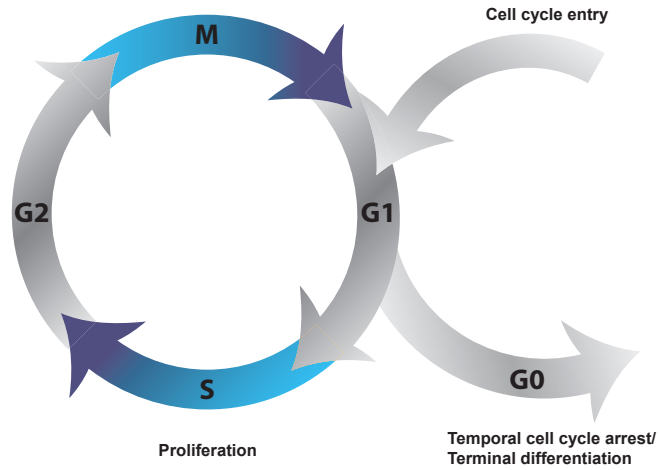 Cell cycle entry
M
G2
G1
S
G0
Proliferation
Temporal cell cycle arrest/
Terminal differentiation